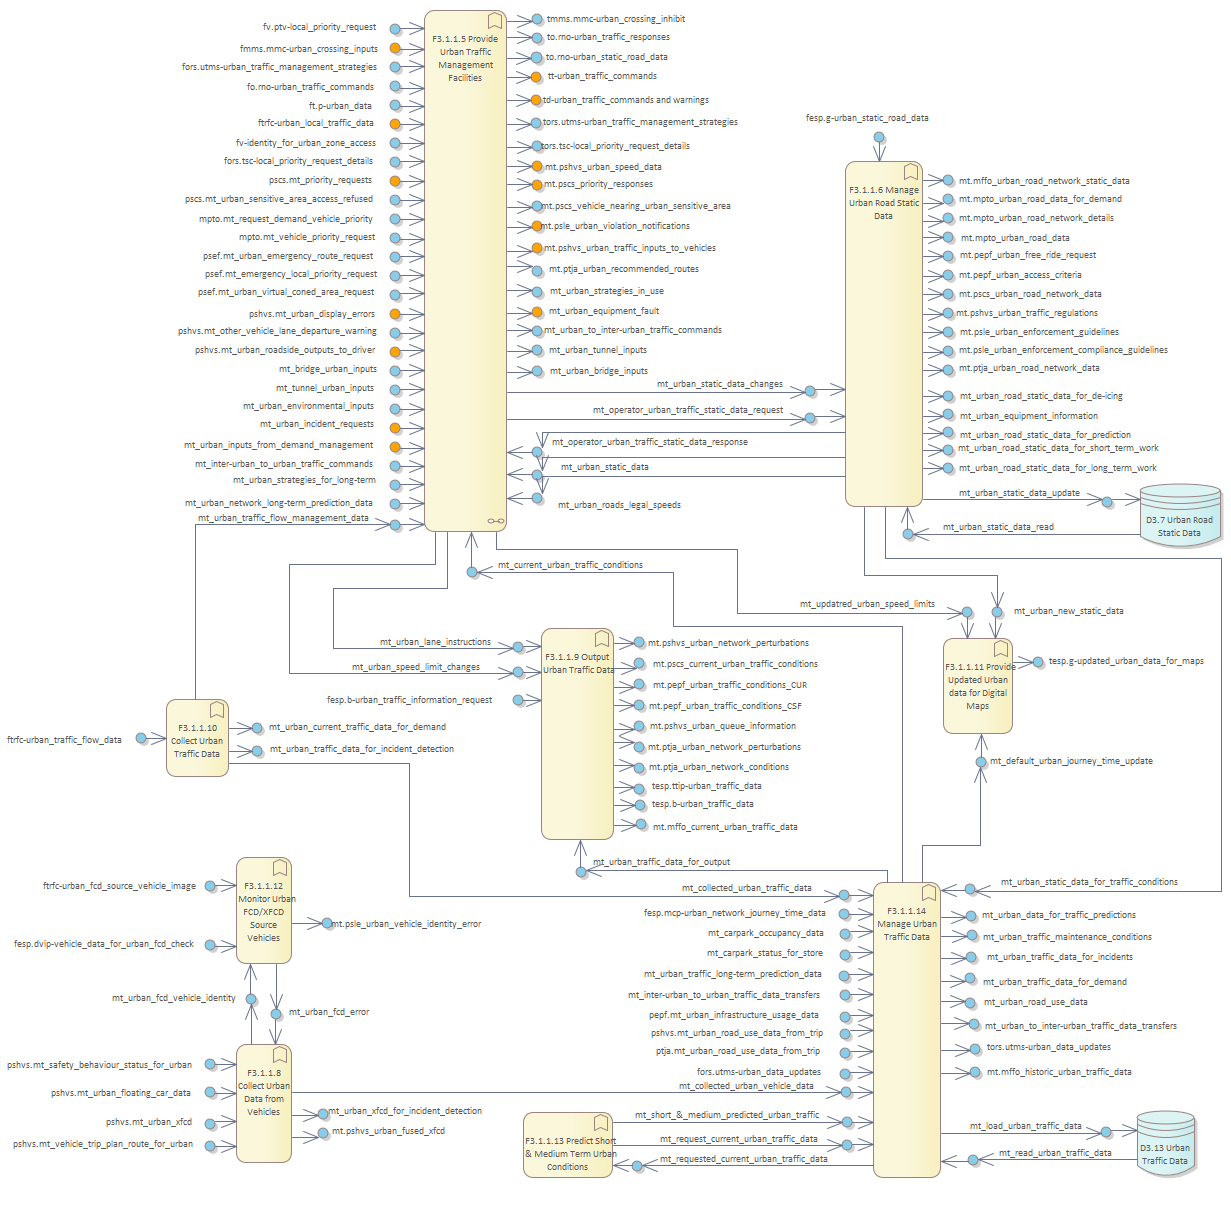 fv.ptv-local_priority_request
fmms.mmc-urban_crossing_inputs
fors.utms-urban_traffic_management_strategies
fo.rno-urban_traffic_commands
ft.p-urban_data
ftrfc-urban_local_traffic_data
fv-identity_for_urban_zone_access
fors.tsc-local_priority_request_details
pscs.mt_priority_requests
pscs.mt_urban_sensitive_area_access_refused
mpto.mt_request_demand_vehicle_priority
mpto.mt_vehicle_priority_request
psef.mt_urban_emergency_route_request
psef.mt_emergency_local_priority_request
psef.mt_urban_virtual_coned_area_request
pshvs.mt_urban_display_errors
pshvs.mt_other_vehicle_lane_departure_warning
pshvs.mt_urban_roadside_outputs_to_driver
mt_bridge_urban_inputs
mt_tunnel_urban_inputs
mt_urban_environmental_inputs
mt_urban_incident_requests
mt_urban_inputs_from_demand_management
mt_inter-urban_to_urban_traffic_commands
mt_urban_strategies_for_long-term
mt_urban_network_long-term_prediction_data
mt_urban_traffic_flow_management_data
F3.1.1.5 Provide
Urban Traffic
Management
Facilities
tmms.mmc-urban_crossing_inhibit
to.rno-urban_traffic_responses
to.rno-urban_static_road_data
tt-urban_traffic_commands
td-urban_traffic_commands and warnings
tors.utms-urban_traffic_management_strategies
tors.tsc-local_priority_request_details
mt.pshvs_urban_speed_data
mt.pscs_priority_responses
mt.pscs_vehicle_nearing_urban_sensitive_area
mt.psle_urban_violation_notifications
mt.pshvs_urban_traffic_inputs_to_vehicles
mt.ptja_urban_recommended_routes
mt_urban_strategies_in_use
mt_urban_equipment_fault
mt_urban_to_inter-urban_traffic_commands
mt_urban_tunnel_inputs
mt_urban_bridge_inputs
mt_urban_static_data_changes
mt_operator_urban_traffic_static_data_request
mt_operator_urban_traffic_static_data_response
mt_urban_static_data
mt_urban_roads_legal_speeds
fesp.g-urban_static_road_data
F3.1.1.6 Manage
Urban Road Static
Data
mt.mffo_urban_road_network_static_data
mt.mpto_urban_road_data_for_demand
mt.mpto_urban_road_network_details
mt.mpto_urban_road_data
mt.pepf_urban_free_ride_request
mt.pepf_urban_access_criteria
mt.pscs_urban_road_network_data
mt.pshvs_urban_traffic_regulations
mt.psle_urban_enforcement_guidelines
mt.psle_urban_enforcement_compliance_guidelines
mt.ptja_urban_road_network_data
mt_urban_road_static_data_for_de-icing
mt_urban_equipment_information
mt_urban_road_static_data_for_prediction
mt_urban_road_static_data_for_short_term_work
mt_urban_road_static_data_for_long_term_work
mt_urban_static_data_update
mt_urban_static_data_read
D3.7 Urban Road
Static Data
mt_current_urban_traffic_conditions
mt_updatred_urban_speed_limits
mt_urban_new_static_data
mt_urban_lane_instructions
mt_urban_speed_limit_changes
fesp.b-urban_traffic_information_request
F3.1.1.9 Output
Urban Traffic Data
mt.pshvs_urban_network_perturbations
mt.pscs_current_urban_traffic_conditions
mt.pepf_urban_traffic_conditions_CUR
mt.pepf_urban_traffic_conditions_CSF
mt.pshvs_urban_queue_information
mt.ptja_urban_network_perturbations
mt.ptja_urban_network_conditions
tesp.ttip-urban_traffic_data
tesp.b-urban_traffic_data
mt.mffo_current_urban_traffic_data
F3.1.1.11 Provide
Updated Urban
data for Digital
Maps
tesp.g-updated_urban_data_for_maps
mt_default_urban_journey_time_update
ftrfc-urban_traffic_flow_data
F3.1.1.10
Collect Urban
Traffic Data
mt_urban_current_traffic_data_for_demand
mt_urban_traffic_data_for_incident_detection
mt_urban_traffic_data_for_output
ftrfc-urban_fcd_source_vehicle_image
fesp.dvip-vehicle_data_for_urban_fcd_check
F3.1.1.12
Monitor Urban
FCD/XFCD
Source
Vehicles
mt.psle_urban_vehicle_identity_error
mt_urban_fcd_vehicle_identity
mt_urban_fcd_error
pshvs.mt_safety_behaviour_status_for_urban
pshvs.mt_urban_floating_car_data
pshvs.mt_urban_xfcd
pshvs.mt_vehicle_trip_plan_route_for_urban
F3.1.1.8
Collect Urban
Data from
Vehicles
mt_urban_xfcd_for_incident_detection
mt.pshvs_urban_fused_xfcd
mt_collected_urban_traffic_data
fesp.mcp-urban_network_journey_time_data
mt_carpark_occupancy_data
mt_carpark_status_for_store
mt_urban_traffic_long-term_prediction_data
mt_inter-urban_to_urban_traffic_data_transfers
pepf.mt_urban_infrastructure_usage_data
pshvs.mt_urban_road_use_data_from_trip
ptja.mt_urban_road_use_data_from_trip
fors.utms-urban_data_updates
mt_collected_urban_vehicle_data
mt_short_&_medium_predicted_urban_traffic
mt_request_current_urban_traffic_data
mt_requested_current_urban_traffic_data
F3.1.1.13 Predict Short
& Medium Term Urban
Conditions
F3.1.1.14
Manage Urban
Traffic Data
mt_urban_static_data_for_traffic_conditions
mt_urban_data_for_traffic_predictions
mt_urban_traffic_maintenance_conditions
mt_urban_traffic_data_for_incidents
mt_urban_traffic_data_for_demand
mt_urban_road_use_data
mt_urban_to_inter-urban_traffic_data_transfers
tors.utms-urban_data_updates
mt.mffo_historic_urban_traffic_data
mt_load_urban_traffic_data
mt_read_urban_traffic_data
D3.13 Urban
Traffic Data